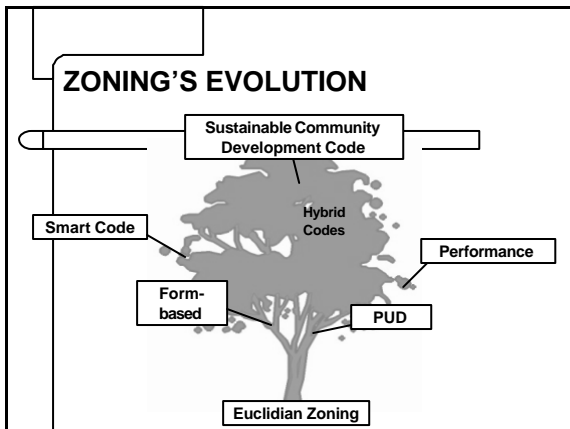 ZONING'S EVOLUTION
Sustainable Community
Development Code
Hybrid
Codes
Smart Code
Performance
Form-
based
PUD
Euclidian Zoning